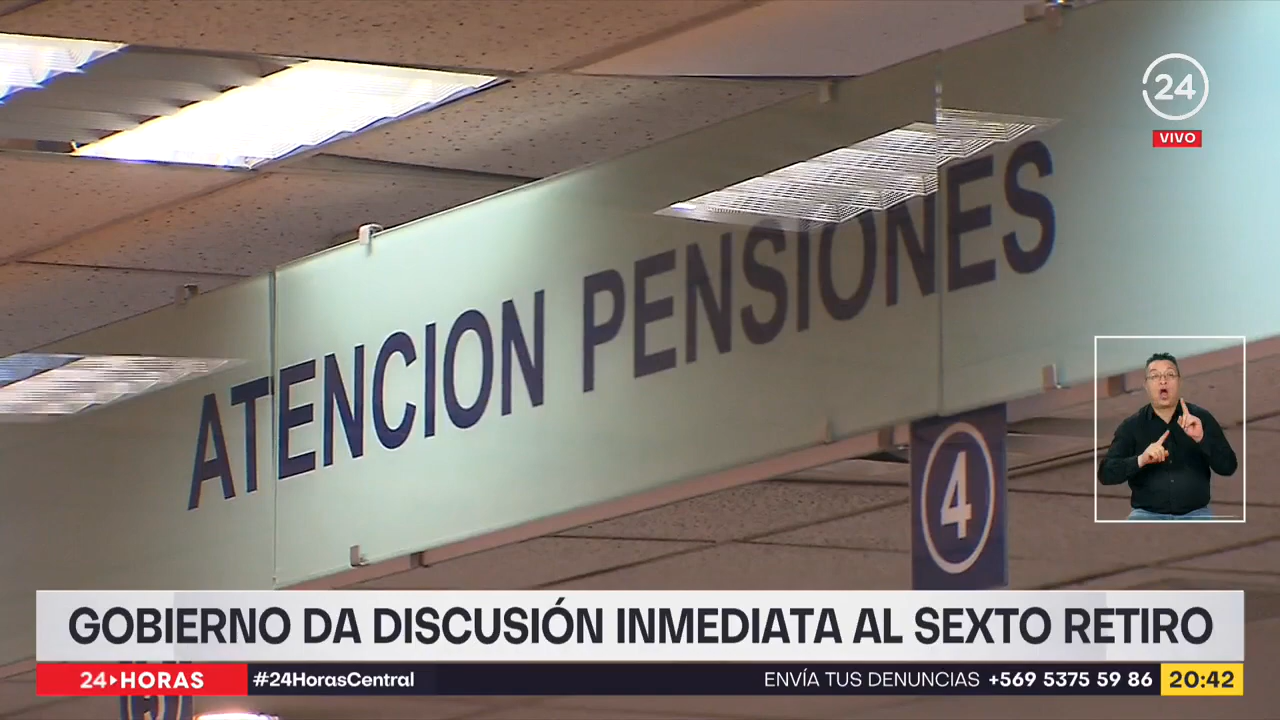 24
VIVO
ATENCION PENSIONES
4
GOBIERNO DA DISCUSIÓN INMEDIATA AL SEXTO RETIRO
24 HORAS
#24HorasCentral
ENVÍA TUS DENUNCIAS +569 5375 59 86
20:42